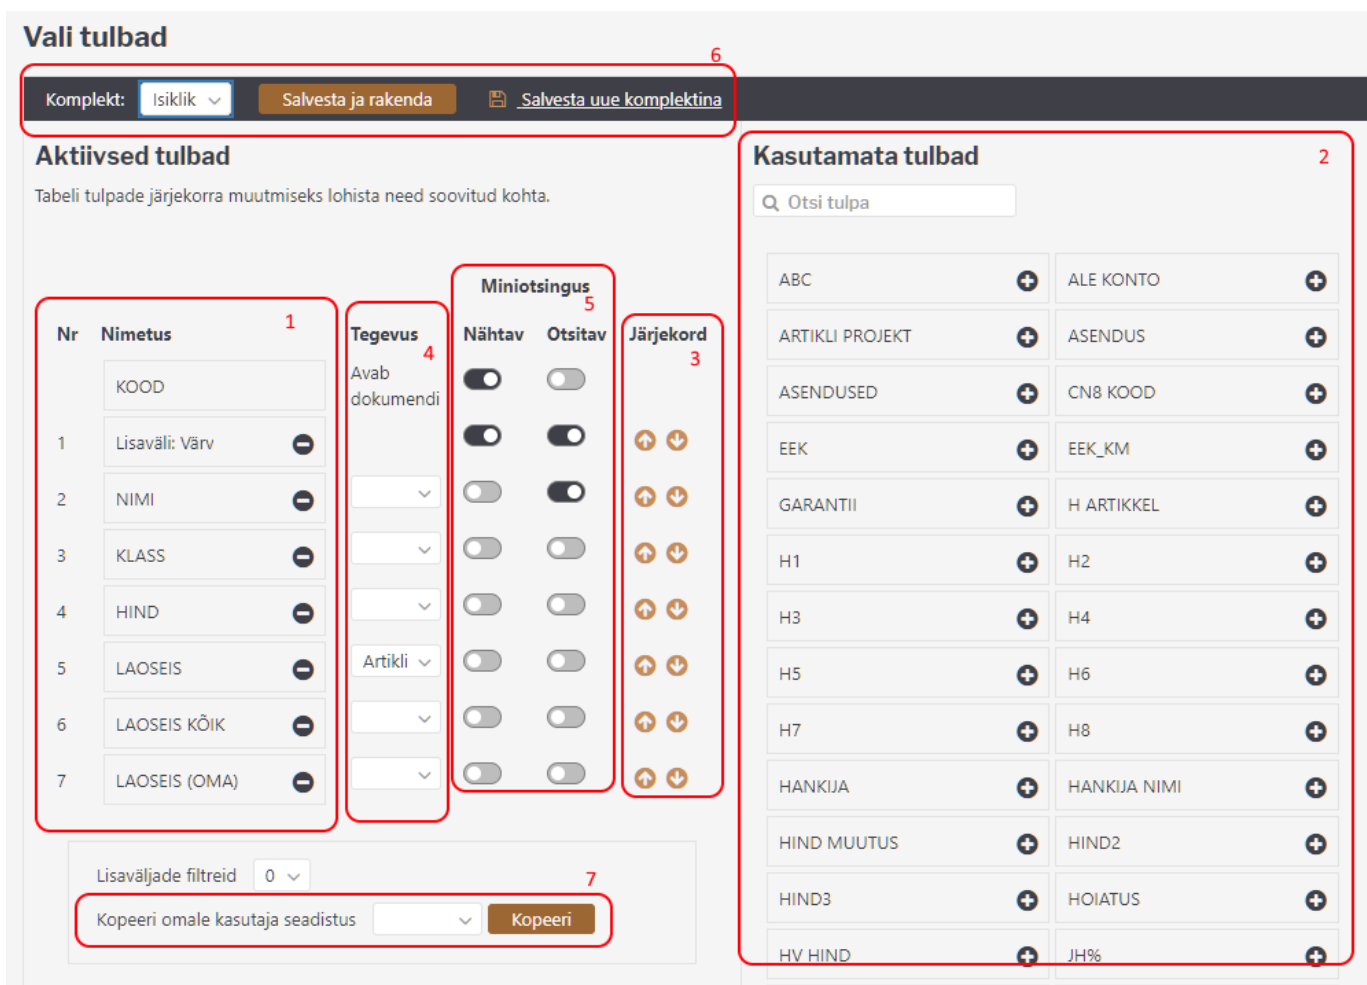 Vali tulbad
6
Komplekt: Isiklik Salvesta ja rakenda Salvesta uue komplektina
Aktiivsed tulbad
Tabeli tulpade järjekorra muutmiseks lohista need soovitud kohta.
Miniotsingus
5
Nr Nimetus 1 Tegevus 4 Nähtav Otsitav Järjekord 3
KOOD Avab dokumendi
1 Lisaväli: Värv
2 NIMI
3 KLASS
4 HIND
5 LAOSEIS Artikli
6 LAOSEIS KÕIK
7 LAOSEIS (OMA)
Lisaväljade filtreid 0
7
Kopeeri omale kasutaja seadistus Kopeeri
Kasutamata tulbad 2
Otsi tulpa
ABC ALE KONTO
ARTIKLI PROJEKT ASENDUS
ASENDUSED CN8 KOOD
EEK EEK_KM
GARANTII H ARTIKKEL
H1 H2
H3 H4
H5 H6
H7 H8
HANKIJA HANKIJA NIMI
HIND MUUTUS HIND2
HIND3 HOIATUS
HV HIND JH%